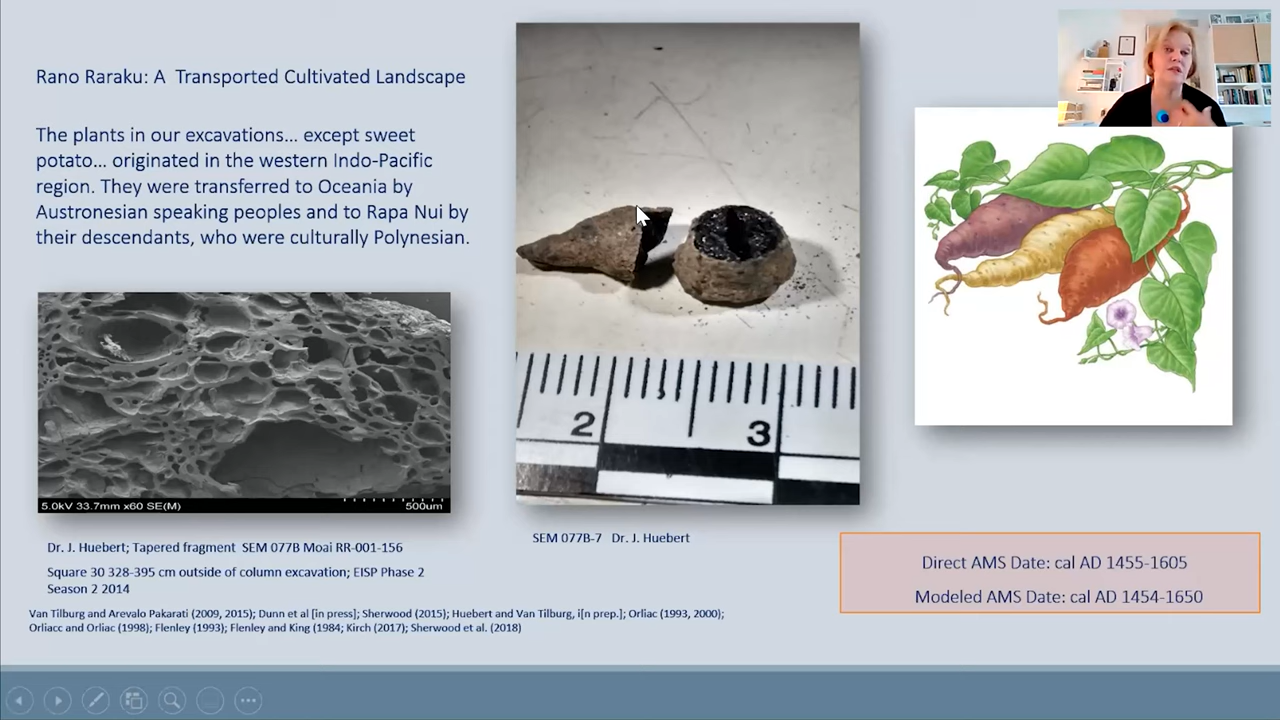 Rano Raraku: A Transported Cultivated Landscape
The plants in our excavations... except sweet
potato... originated in the western Indo-Pacific
region. They were transferred to Oceania by
Austronesian speaking peoples and to Rapa Nui by
their descendants, who were culturally Polynesian.
5.0kV 33.7mm x60 SE(M)
500um
2
3
Dr. J. Huebert; Tapered fragment SEM 077B Moai RR-001-156
Square 30 328-395 cm outside of column excavation; EISP Phase 2
Season 2 2014
SEM 077B-7 Dr. J. Huebert
Direct AMS Date: cal AD 1455-1605
Modeled AMS Date: cal AD 1454-1650
Van Tilburg and Arevalo Pakarati (2009, 2015); Dunn et al [in press]; Sherwood (2015); Huebert and Van Tilburg, i[n prep.]; Orliac (1993, 2000);
Orliacc and Orliac (1998); Flenley (1993); Flenley and King (1984; Kirch (2017); Sherwood et al. (2018)